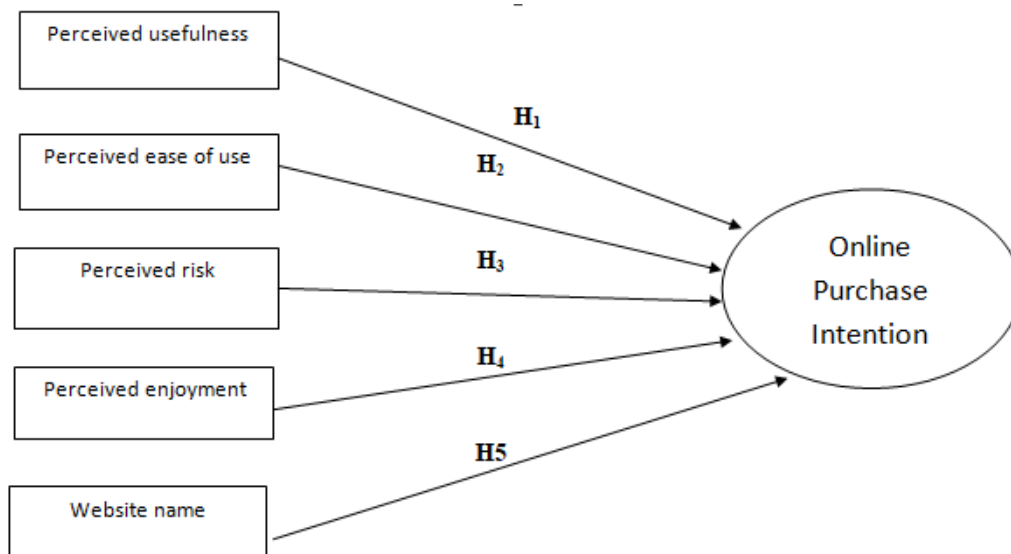 Perceived usefulness
H₁
Perceived ease of use
H₂
Perceived risk
H₃
Perceived enjoyment
H₄
Website name
H5
Online
Purchase
Intention